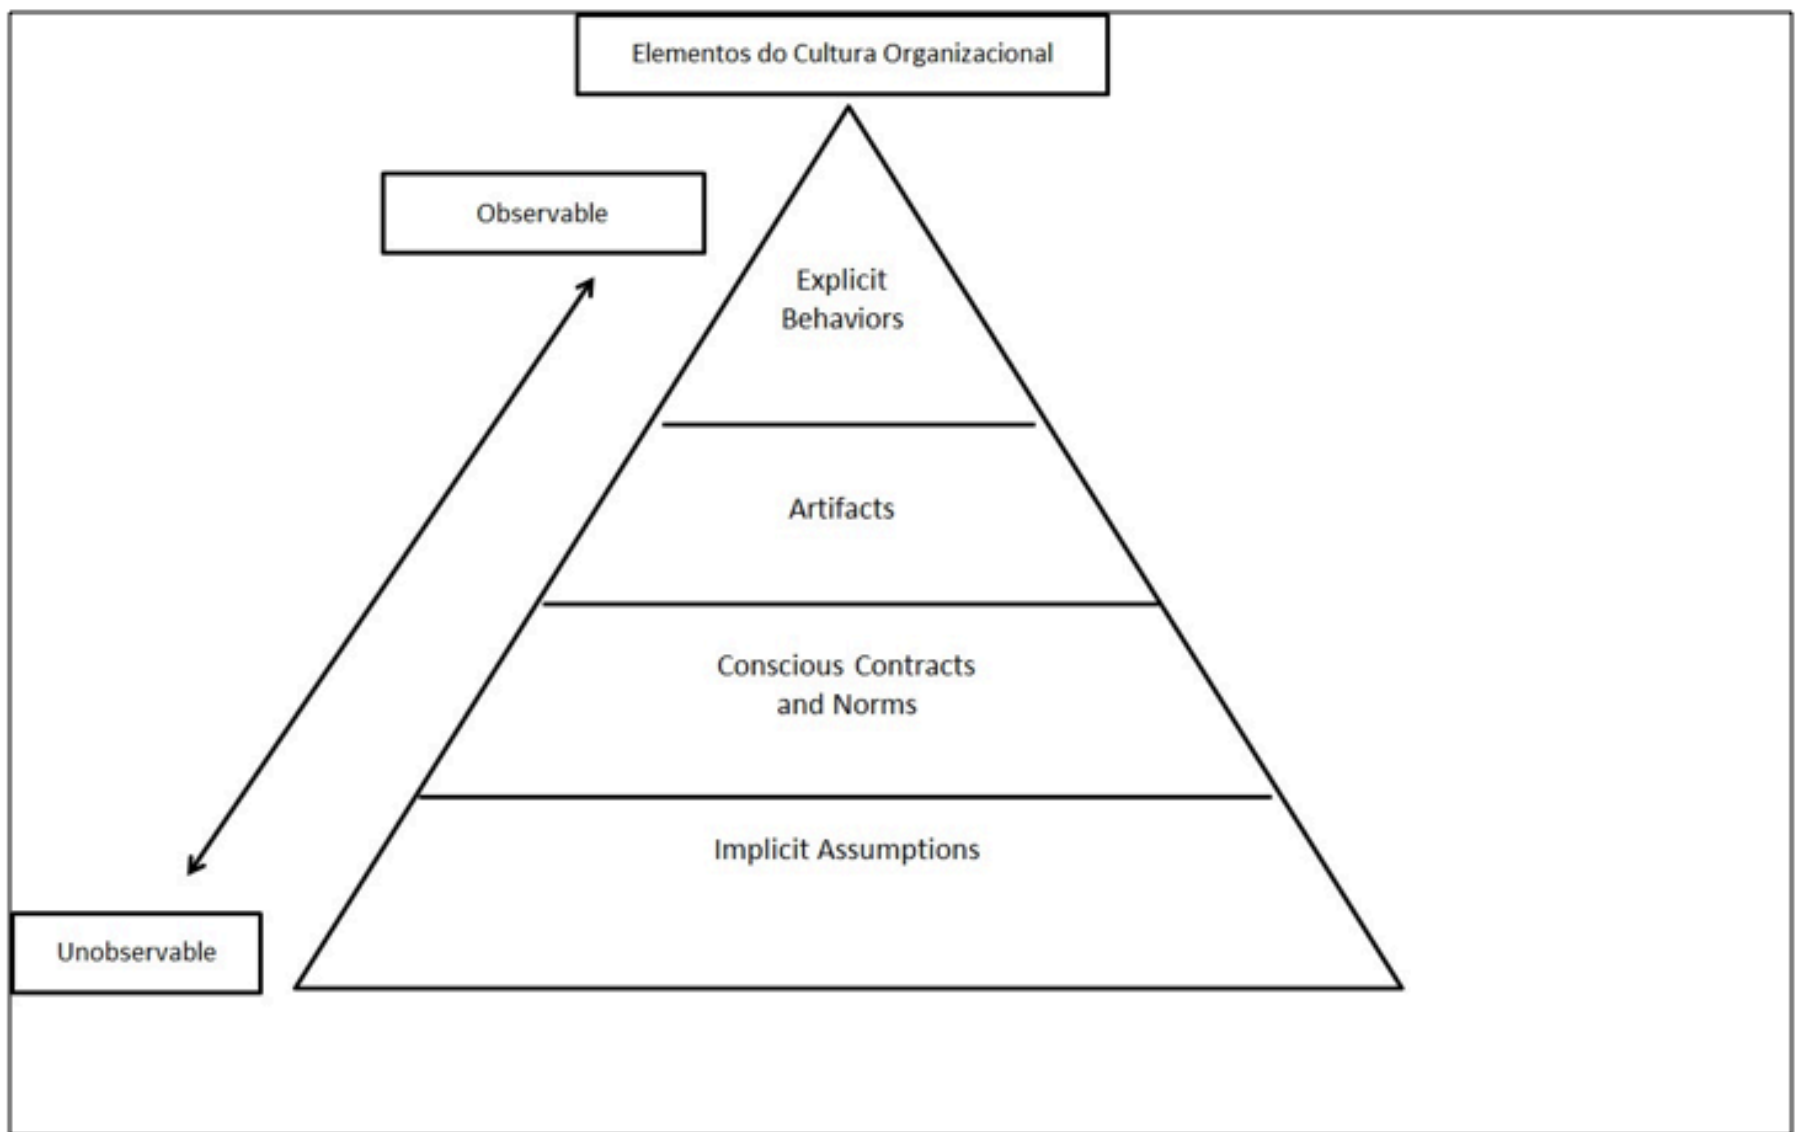 Elementos do Cultura Organizacional
Observable
Explicit
Behaviors
Artifacts
Conscious Contracts
and Norms
Implicit Assumptions
Unobservable